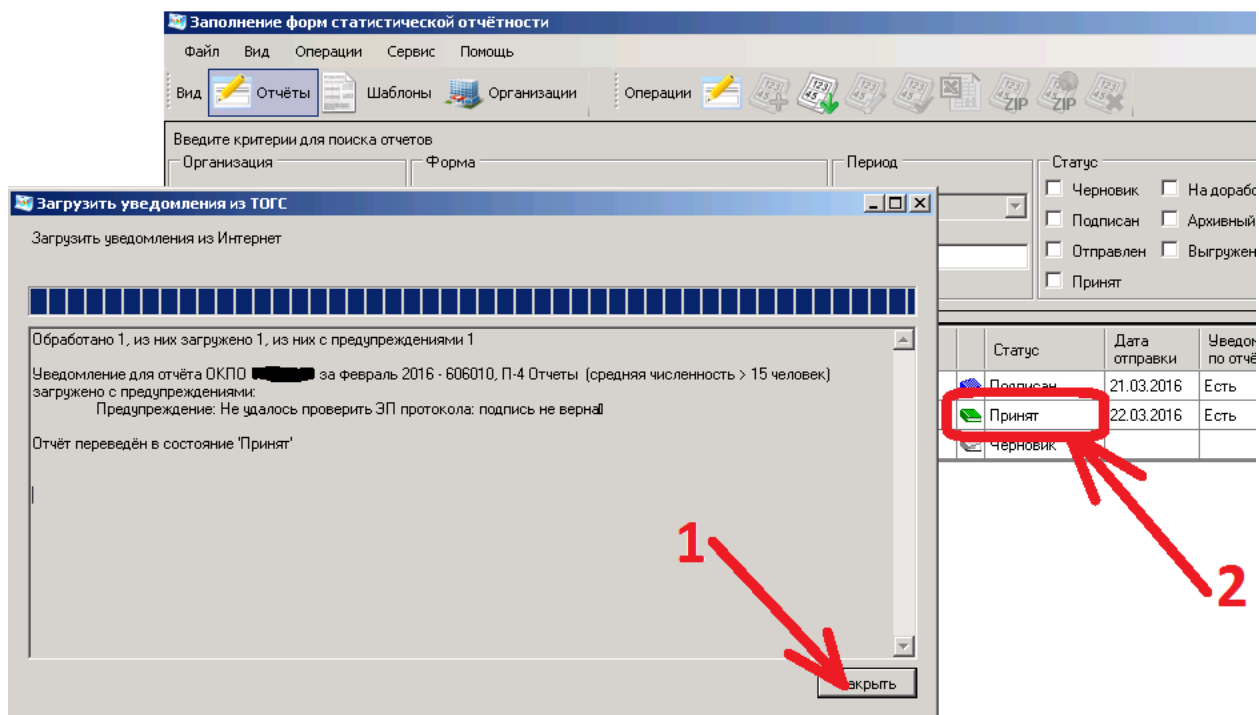 Заполнение форм статистической отчётности
Файл Вид Операции Сервис Помощь
Вид Отчёты Шаблоны Организации Операции
Введите критерии для поиска отчетов
Организация Форма Период Статус
Черновик На дорабо
Подписан Архивный
Отправлен Выгружен
Принят
Загрузить уведомления из ТОГС
Загрузить уведомления из Интернет
Обработано 1, из них загружено 1, из них с предупреждениями 1
Уведомление для отчёта ОКПО за февраль 2016 - 606010, П-4 Отчеты (средняя численность > 15 человек)
загружено с предупреждениями:
Предупреждение: Не удалось проверить ЭП протокола: подпись не верна
Отчёт переведён в состояние 'Принят'
Статус Дата отправки Уведом по отчё
Подписан 21.03.2016 Есть
Принят 22.03.2016 Есть
Черновик
1
2
акрыть